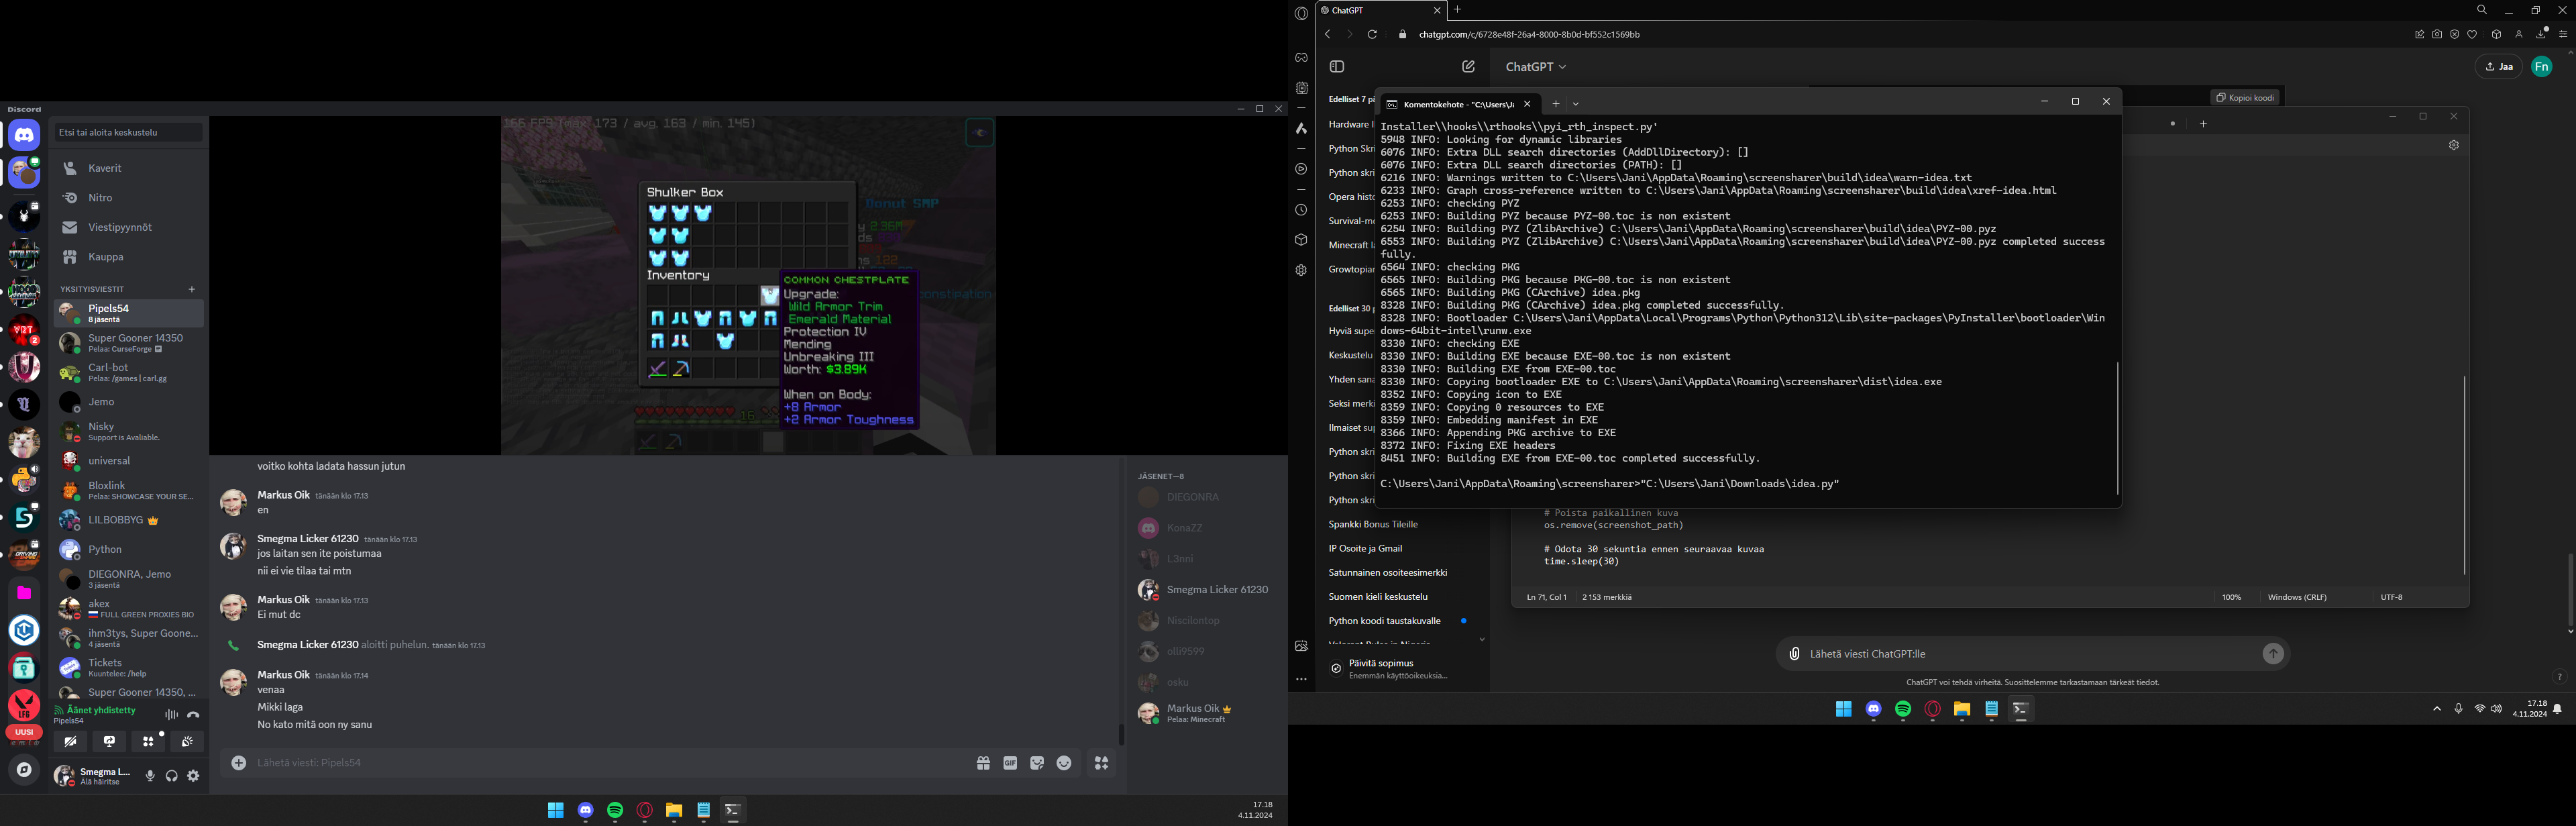 Discord
Etsi tai aloita keskustelu
Kaverit
Nitro
Viestipyynnöt
Kauppa
YKSITYISVIESTIT
Pipels54
8 jäsentä
Super Gooner 14350
Pelaa: CurseForge
Carl-bot
Pelaa: /games | carl.gg
Jemo
Nisky
Support is Avaliable.
universal
Bloxlink
Pelaa: SHOWCASE YOUR SE...
LILBOBBYG
Python
DIEGONRA, Jemo
3 jäsentä
akex
FULL GREEN PROXIES BIO
ihm3tys, Super Goone...
4 jäsentä
Tickets
Kuuntelee: /help
Super Gooner 14350, ...
Äänet yhdistetty
Pipels54
Smegma L...
Älä häiritse
2
LFG
UUSI
166 FPS (max. 173 / avg. 163 / min. 145)
Shulker Box
Donut SMP
2.36M
122
Inventory
COMMON CHESTPLATE
Upgrade:
Wild Armor Trim
Emerald Material
Protection IV
Mending
Unbreaking III
Worth: $3.89K
When on Body:
+8 Armor
+2 Armor Toughness
constipation
16
voitko kohta ladata hassun jutun
Markus Oik tänään klo 17.13
en
Smegma Licker 61230 tänään klo 17.13
jos laitan sen ite poistumaa
nii ei vie tilaa tai mtn
Markus Oik tänään klo 17.13
Ei mut dc
Smegma Licker 61230 aloitti puhelun. tänään klo 17.13
Markus Oik tänään klo 17.14
venaa
Mikki laga
No kato mitä oon ny sanu
Lähetä viesti: Pipels54
GIF
JÄSENET—8
DIEGONRA
KonaZZ
L3nni
Smegma Licker 61230
Niscilontop
olli9599
osku
Markus Oik
Pelaa: Minecraft
17.18
4.11.2024
ChatGPT
chatgpt.com/c/6728e48f-26a4-8000-8b0d-bf552c1569bb
ChatGPT
Jaa
Fn
Edelliset 7 pä
Hardware I
Python Skri
Python skri
Opera histo
Survival-mo
Minecraft la
Growtopian
Edelliset 30 p
Hyviä supe
Keskustelu
Yhden sana
Seksi merki
Ilmaiset sup
Python skri
Python skri
Python skri
Spankki Bonus Tileille
IP Osoite ja Gmail
Satunnainen osoiteesimerkki
Suomen kieli keskustelu
Python koodi taustakuvalle
Päivitä sopimus
Enemmän käyttöoikeuksia...
Kopioi koodi
Komentokehote - "C:\Users\Ja
Installer\\hooks\\rthooks\\pyi_rth_inspect.py'
5948 INFO: Looking for dynamic libraries
6076 INFO: Extra DLL search directories (AddDllDirectory): []
6076 INFO: Extra DLL search directories (PATH): []
6216 INFO: Warnings written to C:\Users\Jani\AppData\Roaming\screensharer\build\idea\warn-idea.txt
6233 INFO: Graph cross-reference written to C:\Users\Jani\AppData\Roaming\screensharer\build\idea\xref-idea.html
6253 INFO: checking PYZ
6253 INFO: Building PYZ because PYZ-00.toc is non existent
6254 INFO: Building PYZ (ZlibArchive) C:\Users\Jani\AppData\Roaming\screensharer\build\idea\PYZ-00.pyz
6553 INFO: Building PYZ (ZlibArchive) C:\Users\Jani\AppData\Roaming\screensharer\build\idea\PYZ-00.pyz completed success
fully.
6564 INFO: checking PKG
6565 INFO: Building PKG because PKG-00.toc is non existent
6565 INFO: Building PKG (CArchive) idea.pkg
8328 INFO: Building PKG (CArchive) idea.pkg completed successfully.
8328 INFO: Bootloader C:\Users\Jani\AppData\Local\Programs\Python\Python312\Lib\site-packages\PyInstaller\bootloader\Win
dows-64bit-intel\runw.exe
8330 INFO: checking EXE
8330 INFO: Building EXE because EXE-00.toc is non existent
8330 INFO: Building EXE from EXE-00.toc
8330 INFO: Copying bootloader EXE to C:\Users\Jani\AppData\Roaming\screensharer\dist\idea.exe
8352 INFO: Copying icon to EXE
8359 INFO: Copying 0 resources to EXE
8359 INFO: Embedding manifest in EXE
8366 INFO: Appending PKG archive to EXE
8372 INFO: Fixing EXE headers
8451 INFO: Building EXE from EXE-00.toc completed successfully.
C:\Users\Jani\AppData\Roaming\screensharer>"C:\Users\Jani\Downloads\idea.py"
# Poista paikallinen kuva
os.remove(screenshot_path)
# Odota 30 sekuntia ennen seuraavaa kuvaa
time.sleep(30)
Ln 71, Col 1
2 153 merkkiä
100%
Windows (CRLF)
UTF-8
Lähetä viesti ChatGPT:lle
ChatGPT voi tehdä virheitä. Suosittelemme tarkastamaan tärkeät tiedot.
?
17.18
4.11.2024